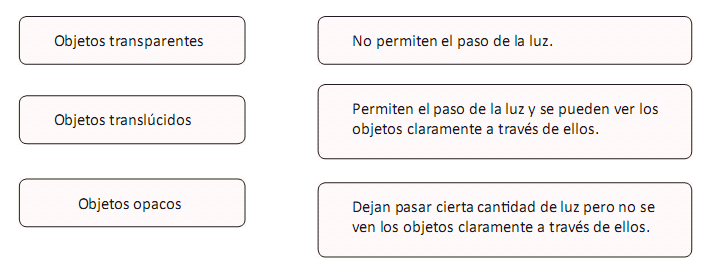 Objetos transparentes
No permiten el paso de la luz.
Objetos translúcidos
Permiten el paso de la luz y se pueden ver los
objetos claramente a través de ellos.
Objetos opacos
Dejan pasar cierta cantidad de luz pero no se
ven los objetos claramente a través de ellos.